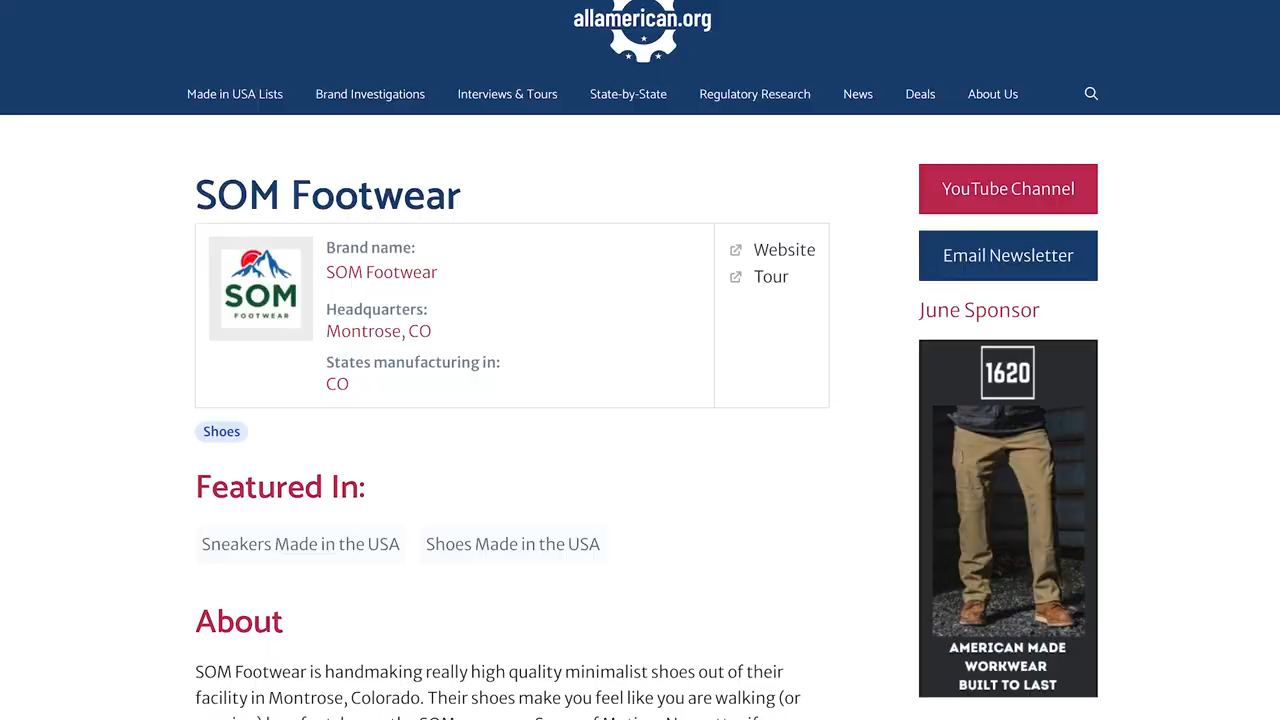 allamerican.org
Made in USA Lists
Brand Investigations
Interviews & Tours
State-by-State
Regulatory Research
News
Deals
About Us
SOM Footwear
SOM
FOOTWEAR
Brand name:
SOM Footwear
Headquarters:
Montrose, CO
States manufacturing in:
CO
Website
Tour
Shoes
Featured In:
Sneakers Made in the USA
Shoes Made in the USA
About
SOM Footwear is handmaking really high quality minimalist shoes out of their
facility in Montrose, Colorado. Their shoes make you feel like you are walking (or
YouTube Channel
Email Newsletter
June Sponsor
1620
AMERICAN MADE
WORKWEAR
BUILT TO LAST